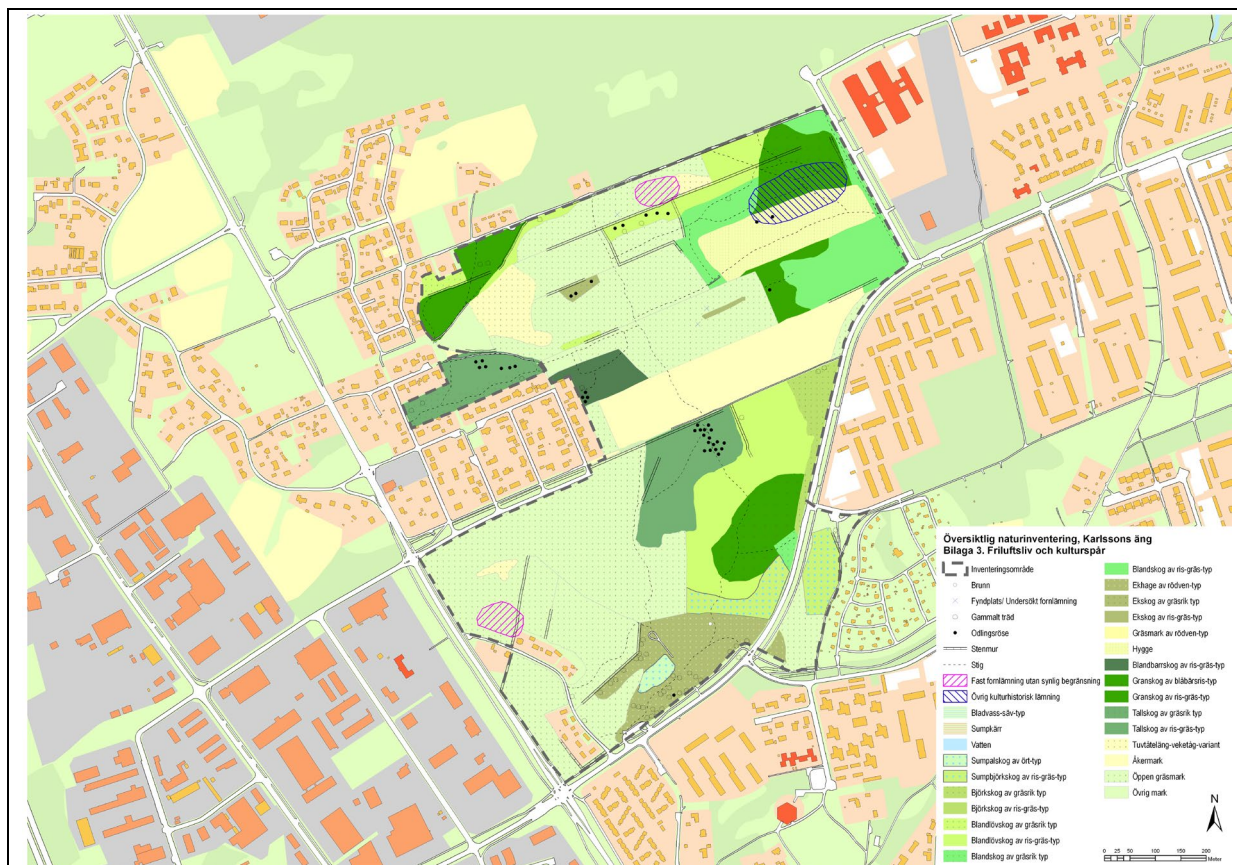 Översiktlig naturinventering, Karlssons äng
Bilaga 3. Friluftsliv och kulturspår
Inventeringsområde
Brunn
Fyndplats/ Undersökt fornlämning
Gammalt träd
Odlingsröse
Stenmur
Stig
Fast fornlämning utan synlig begränsning
Övrig kulturhistorisk lämning
Bladvass-säv-typ
Sumpkärr
Vatten
Sumpalskog av ört-typ
Sumpbjörkskog av ris-gräs-typ
Björkskog av gräsrik typ
Björkskog av ris-gräs-typ
Blandlövskog av gräsrik typ
Blandlövskog av ris-gräs-typ
Blandskog av gräsrik typ
Blandskog av ris-gräs-typ
Ekhage av rödven-typ
Ekskog av gräsrik typ
Ekskog av ris-gräs-typ
Gräsmark av rödven-typ
Hygge
Blandbarrskog av ris-gräs-typ
Granskog av blåbärsris-typ
Granskog av ris-gräs-typ
Tallskog av gräsrik typ
Tallskog av ris-gräs-typ
Tuvtåteläng-veketåg-variant
Åkermark
Öppen gräsmark
Övrig mark
N
0 25 50 100 150 200
Meter